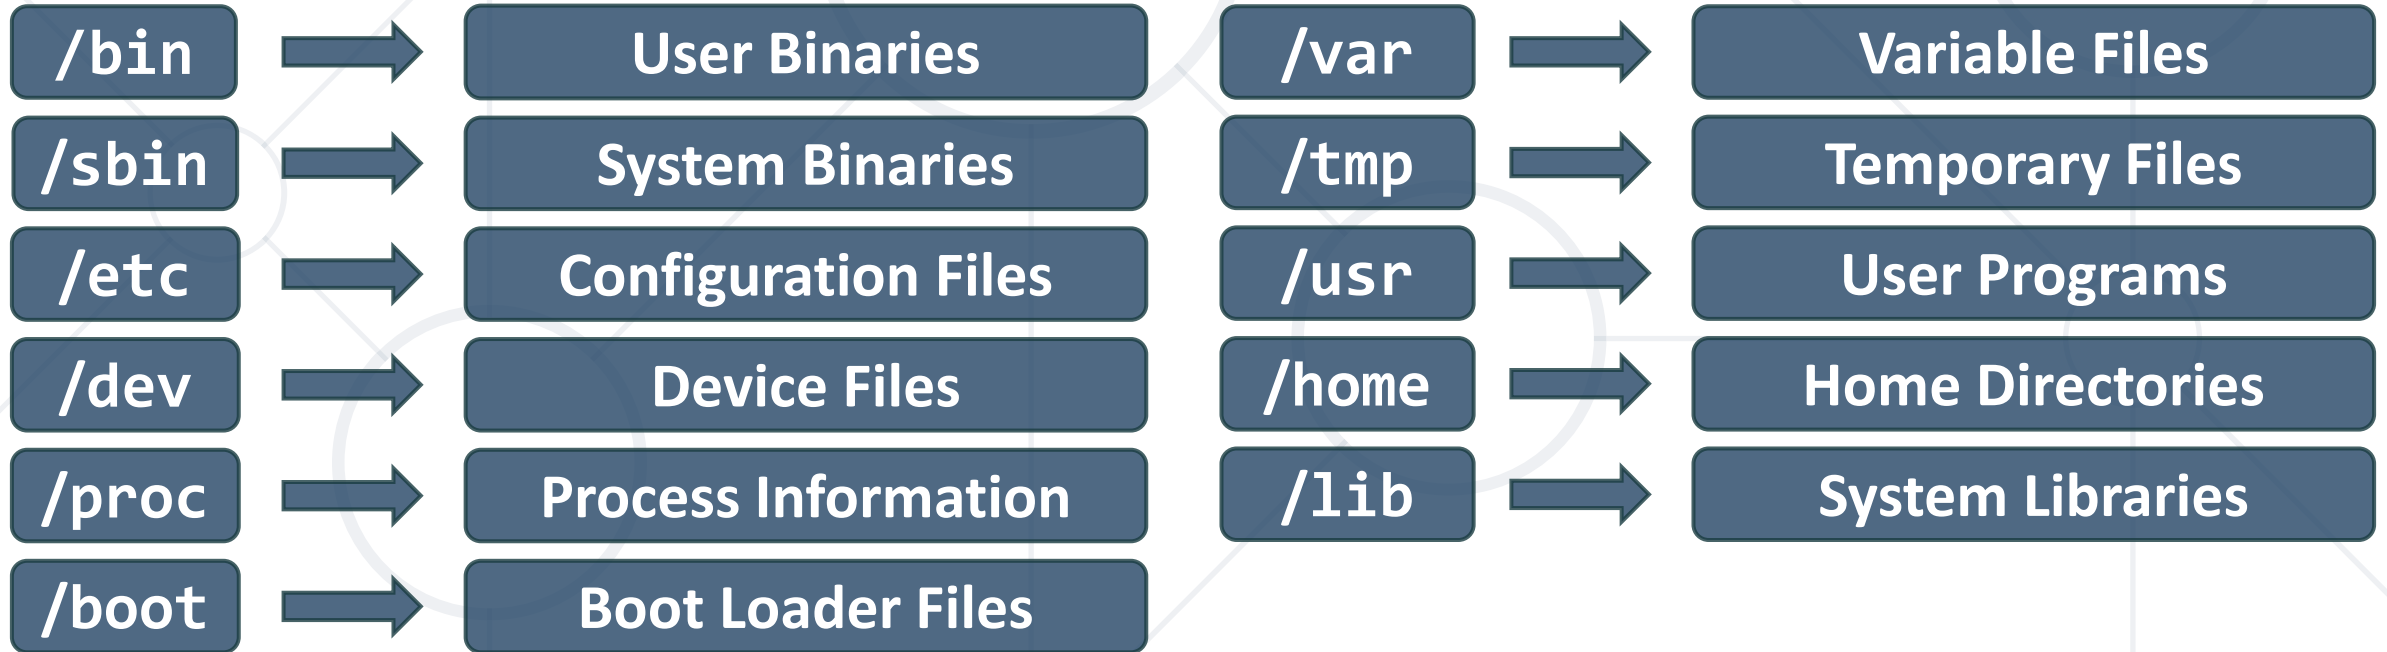 /bin User Binaries
/sbin System Binaries
/etc Configuration Files
/dev Device Files
/proc Process Information
/boot Boot Loader Files
/var Variable Files
/tmp Temporary Files
/usr User Programs
/home Home Directories
/lib System Libraries